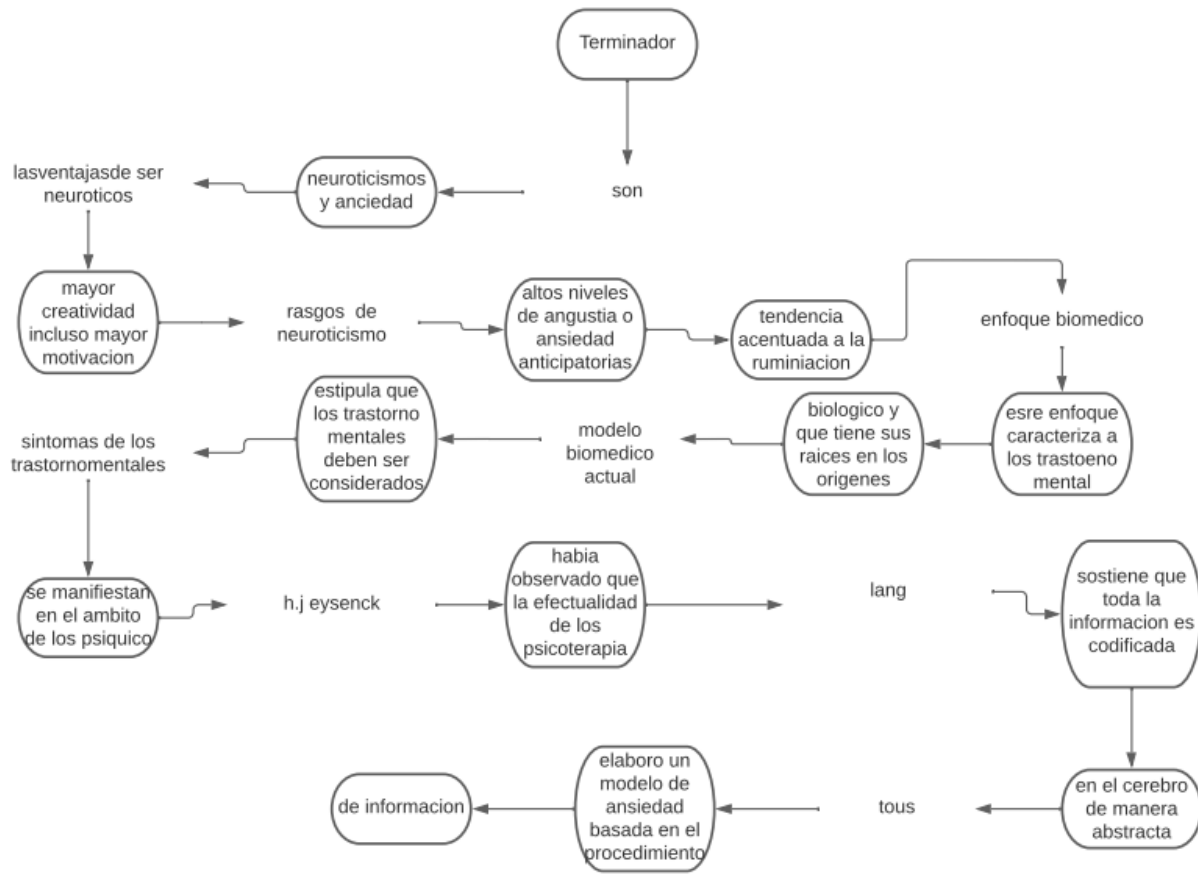 Terminador
son
neuroticismos
y anciedad
lasventajasde ser
neuroticos
mayor
creatividad
incluso mayor
motivacion
rasgos de
neuroticismo
altos niveles
de angustia o
ansiedad
anticipatorias
tendencia
acentuada a la
ruminiacion
enfoque biomedico
esre enfoque
caracteriza a
los trastoeno
mental
biologico y
que tiene sus
raices en los
origenes
modelo
biomedico
actual
estipula que
los trastorno
mentales
deben ser
considerados
sintomas de los
trastornomentales
se manifiestan
en el ambito
de los psiquico
h.j eysenck
habia
observado que
la efectualidad
de los
psicoterapia
lang
sostiene que
toda la
informacion es
codificada
en el cerebro
de manera
abstracta
tous
elaboro un
modelo de
ansiedad
basada en el
procedimiento
de informacion